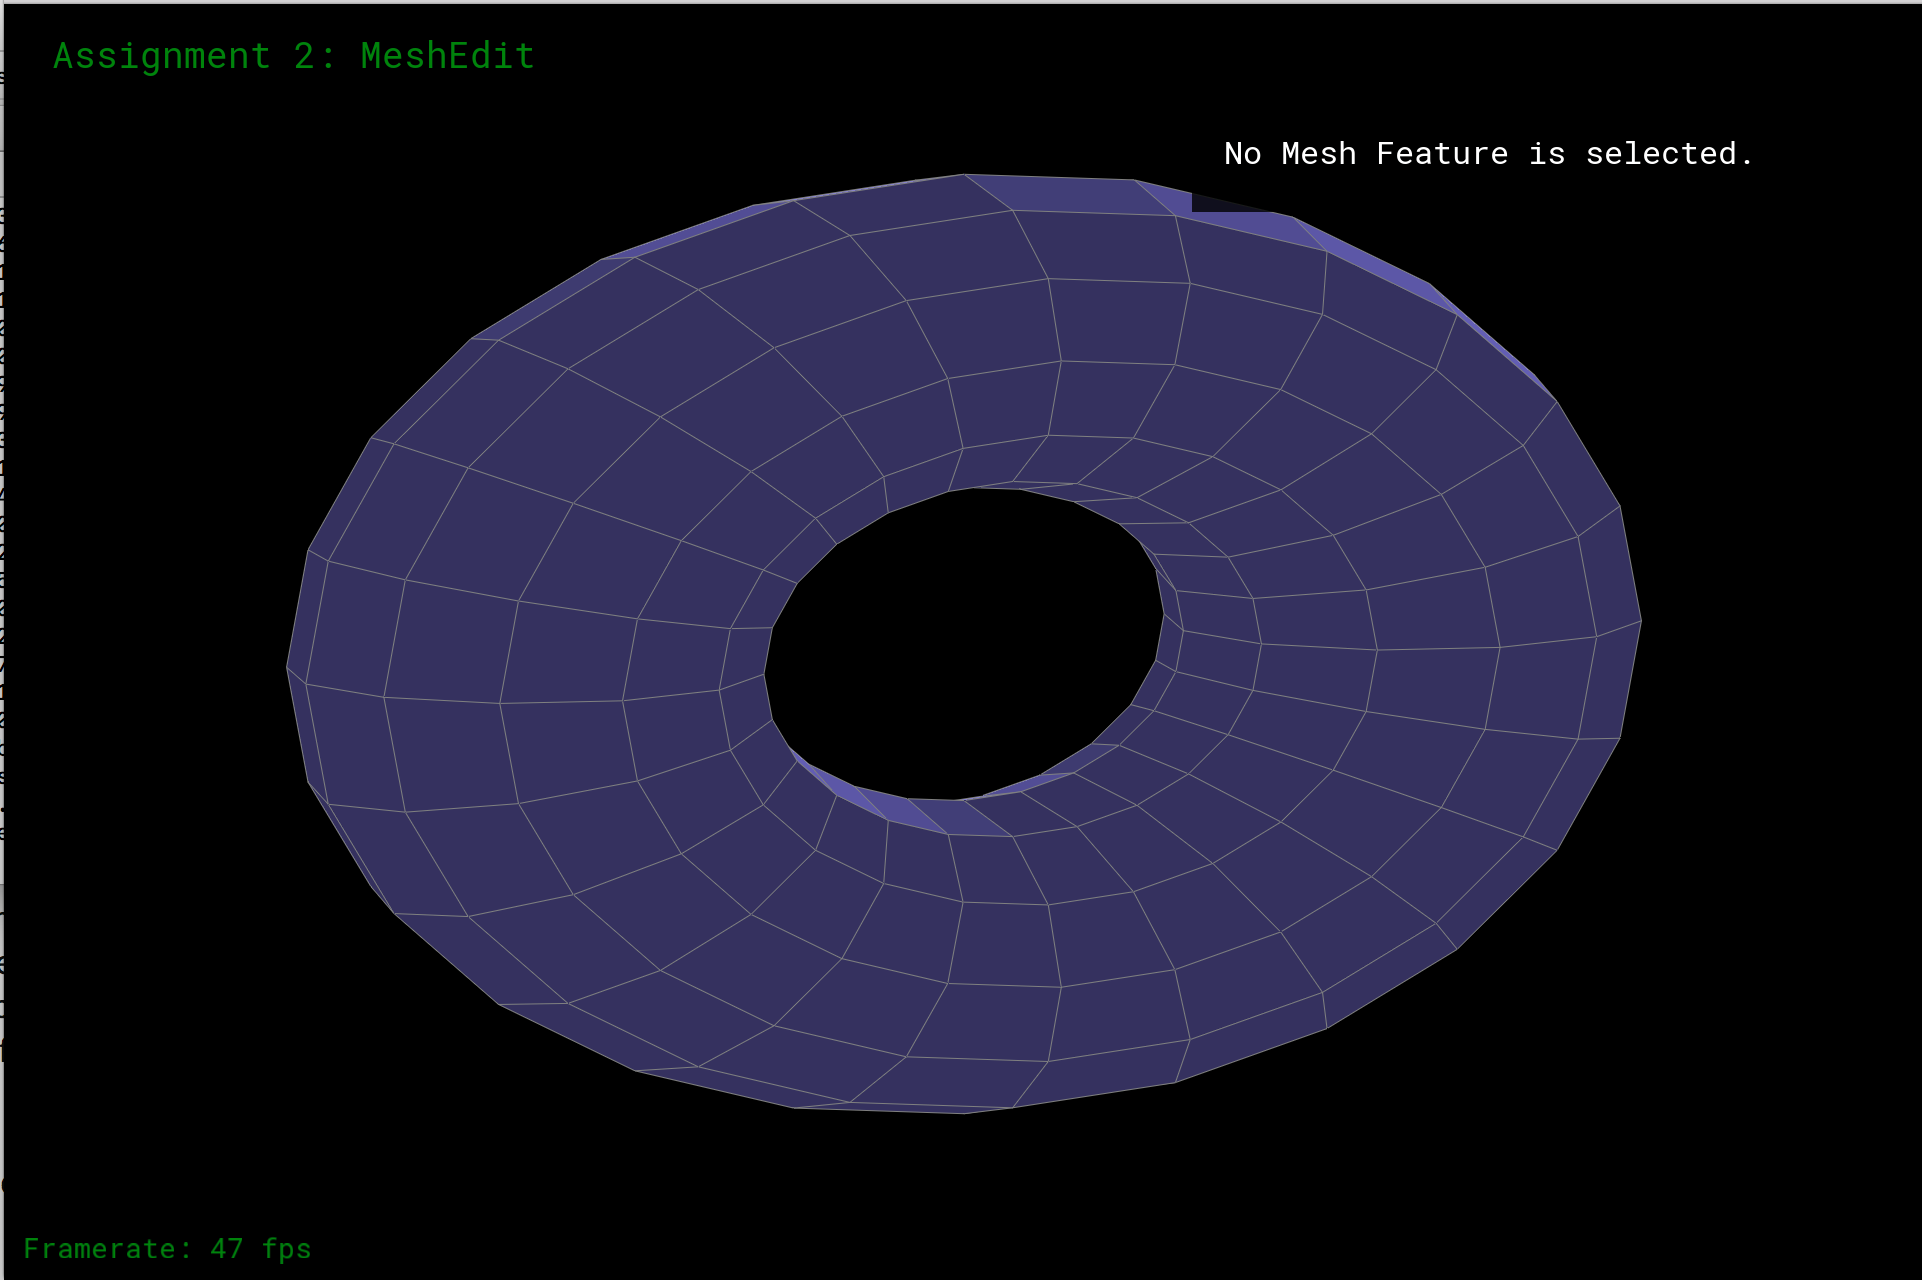 Assignment 2: MeshEdit
No Mesh Feature is selected.
Framerate: 47 fps